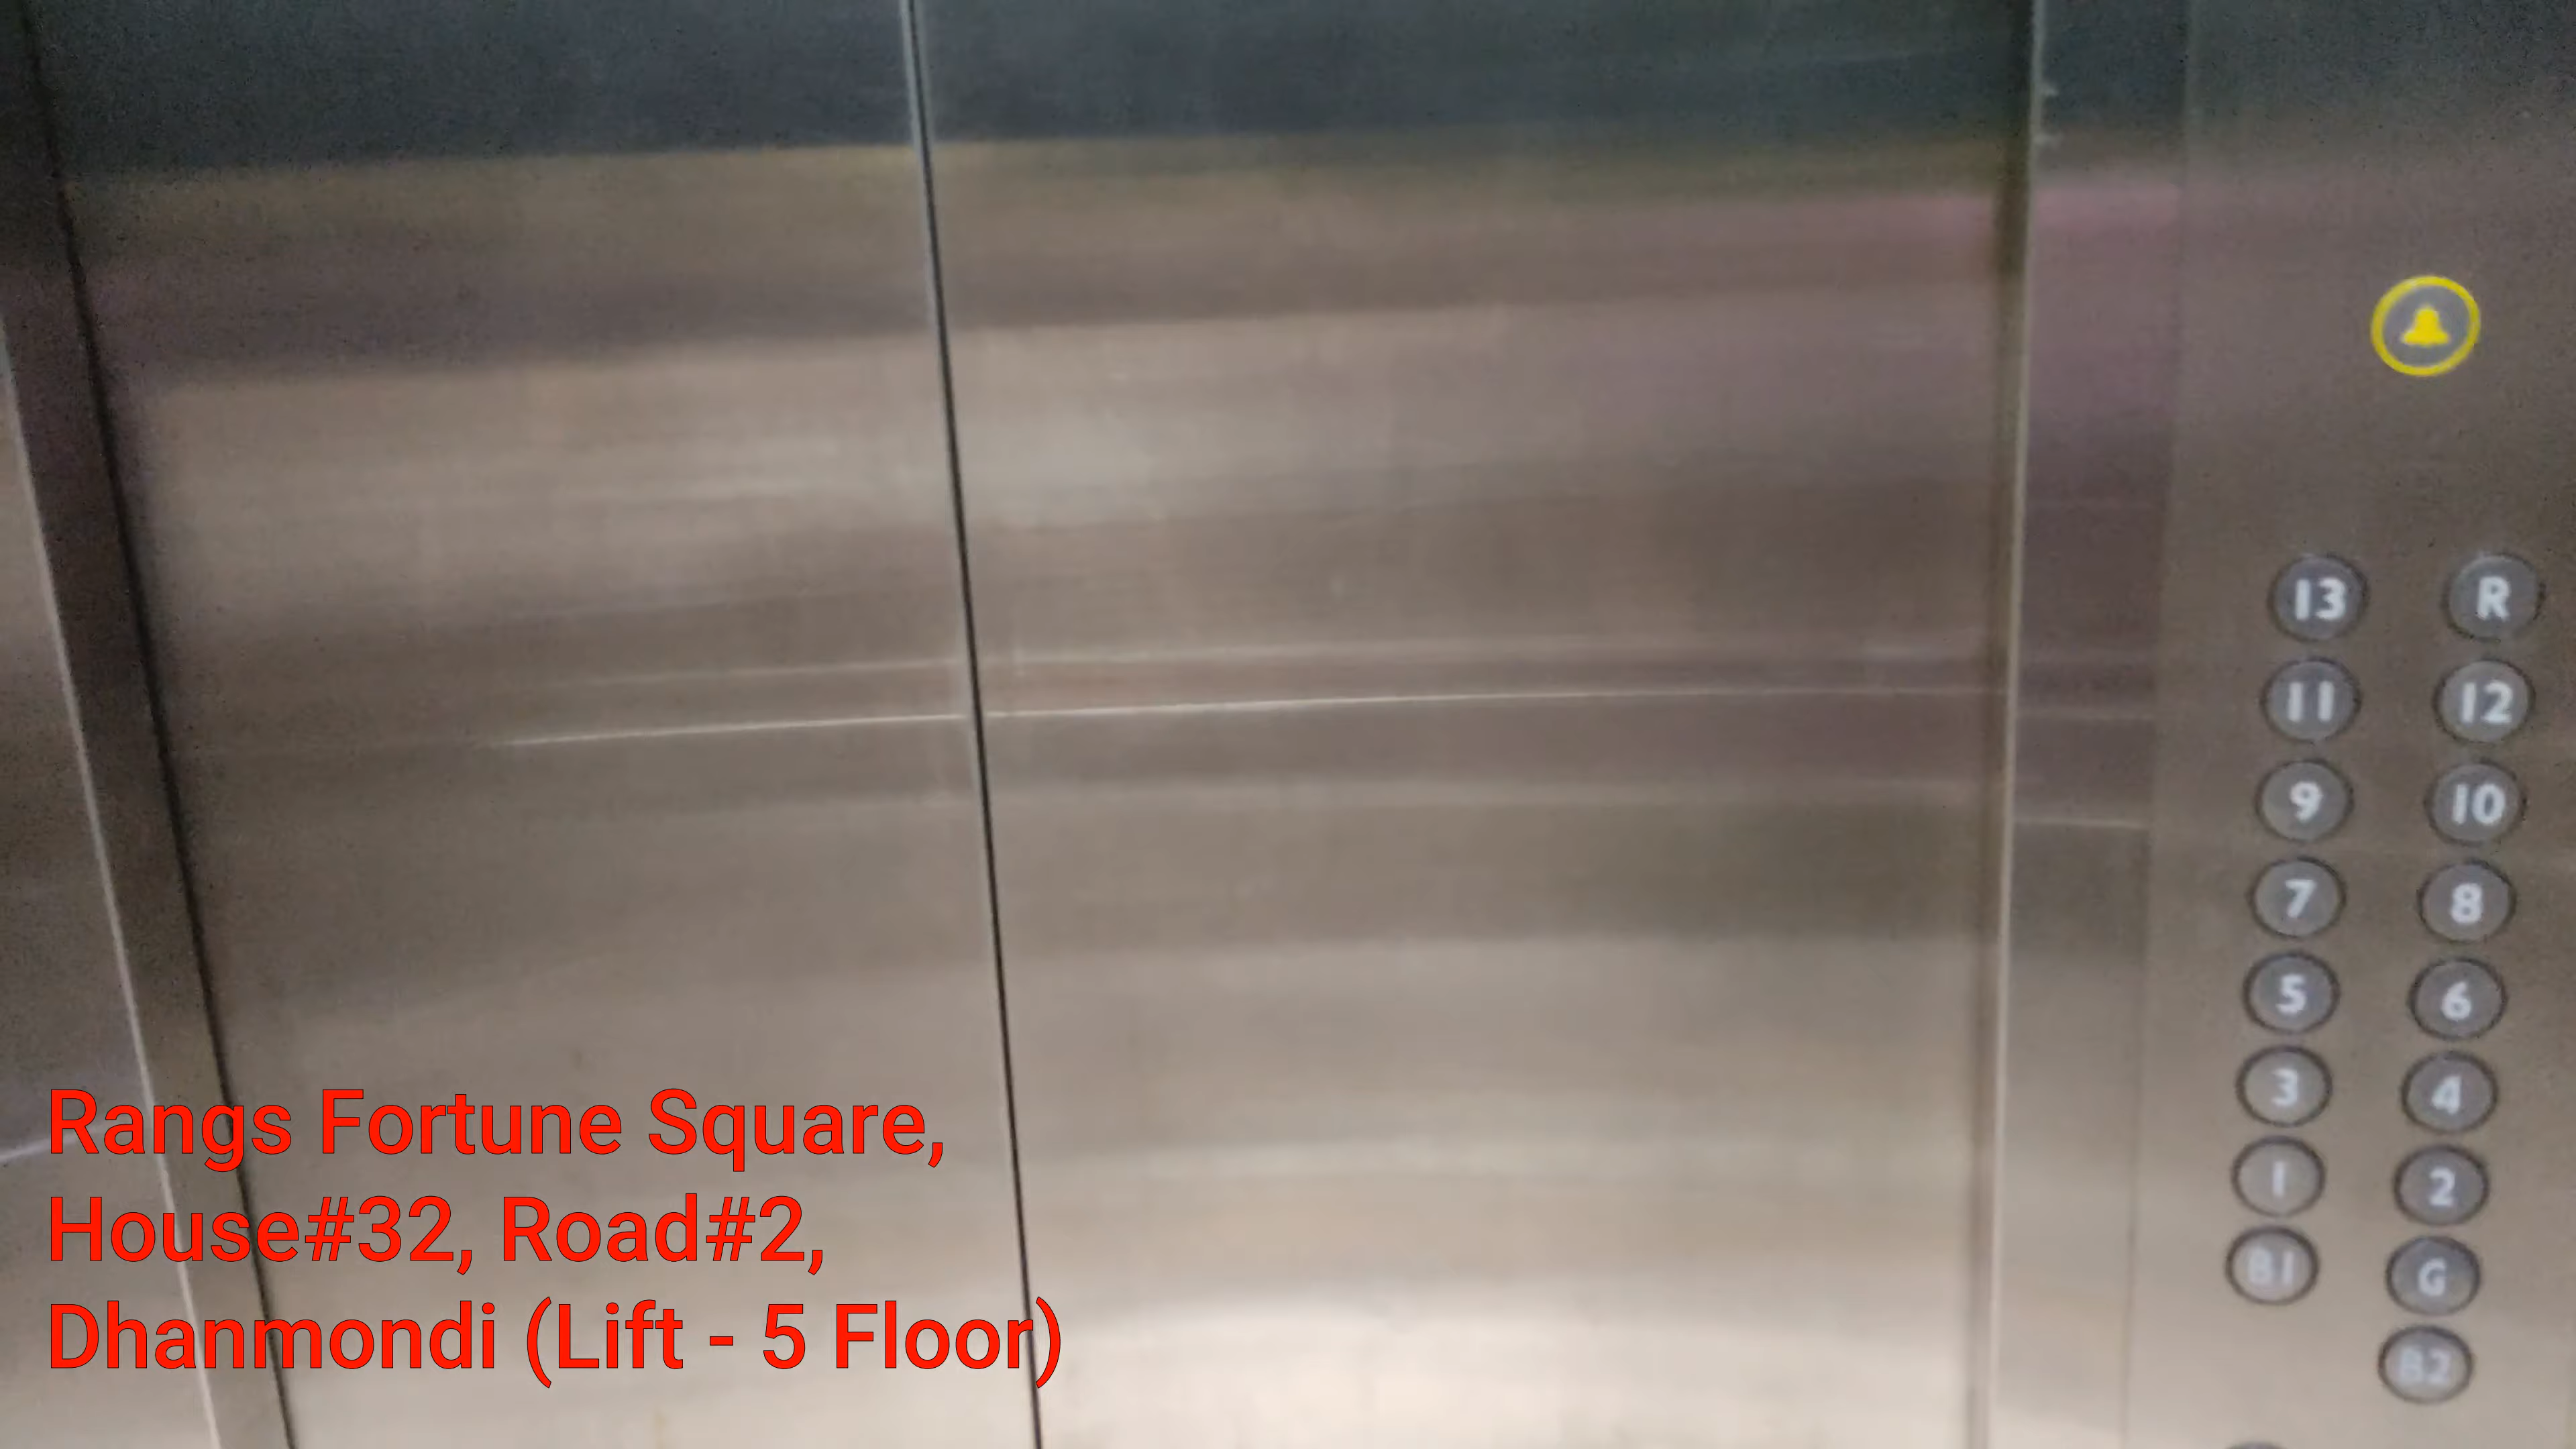 13 R
11 12
9 10
7 8
5 6
3 4
1 2
B1 G
B2
Rangs Fortune Square,
House#32, Road#2,
Dhanmondi (Lift - 5 Floor)